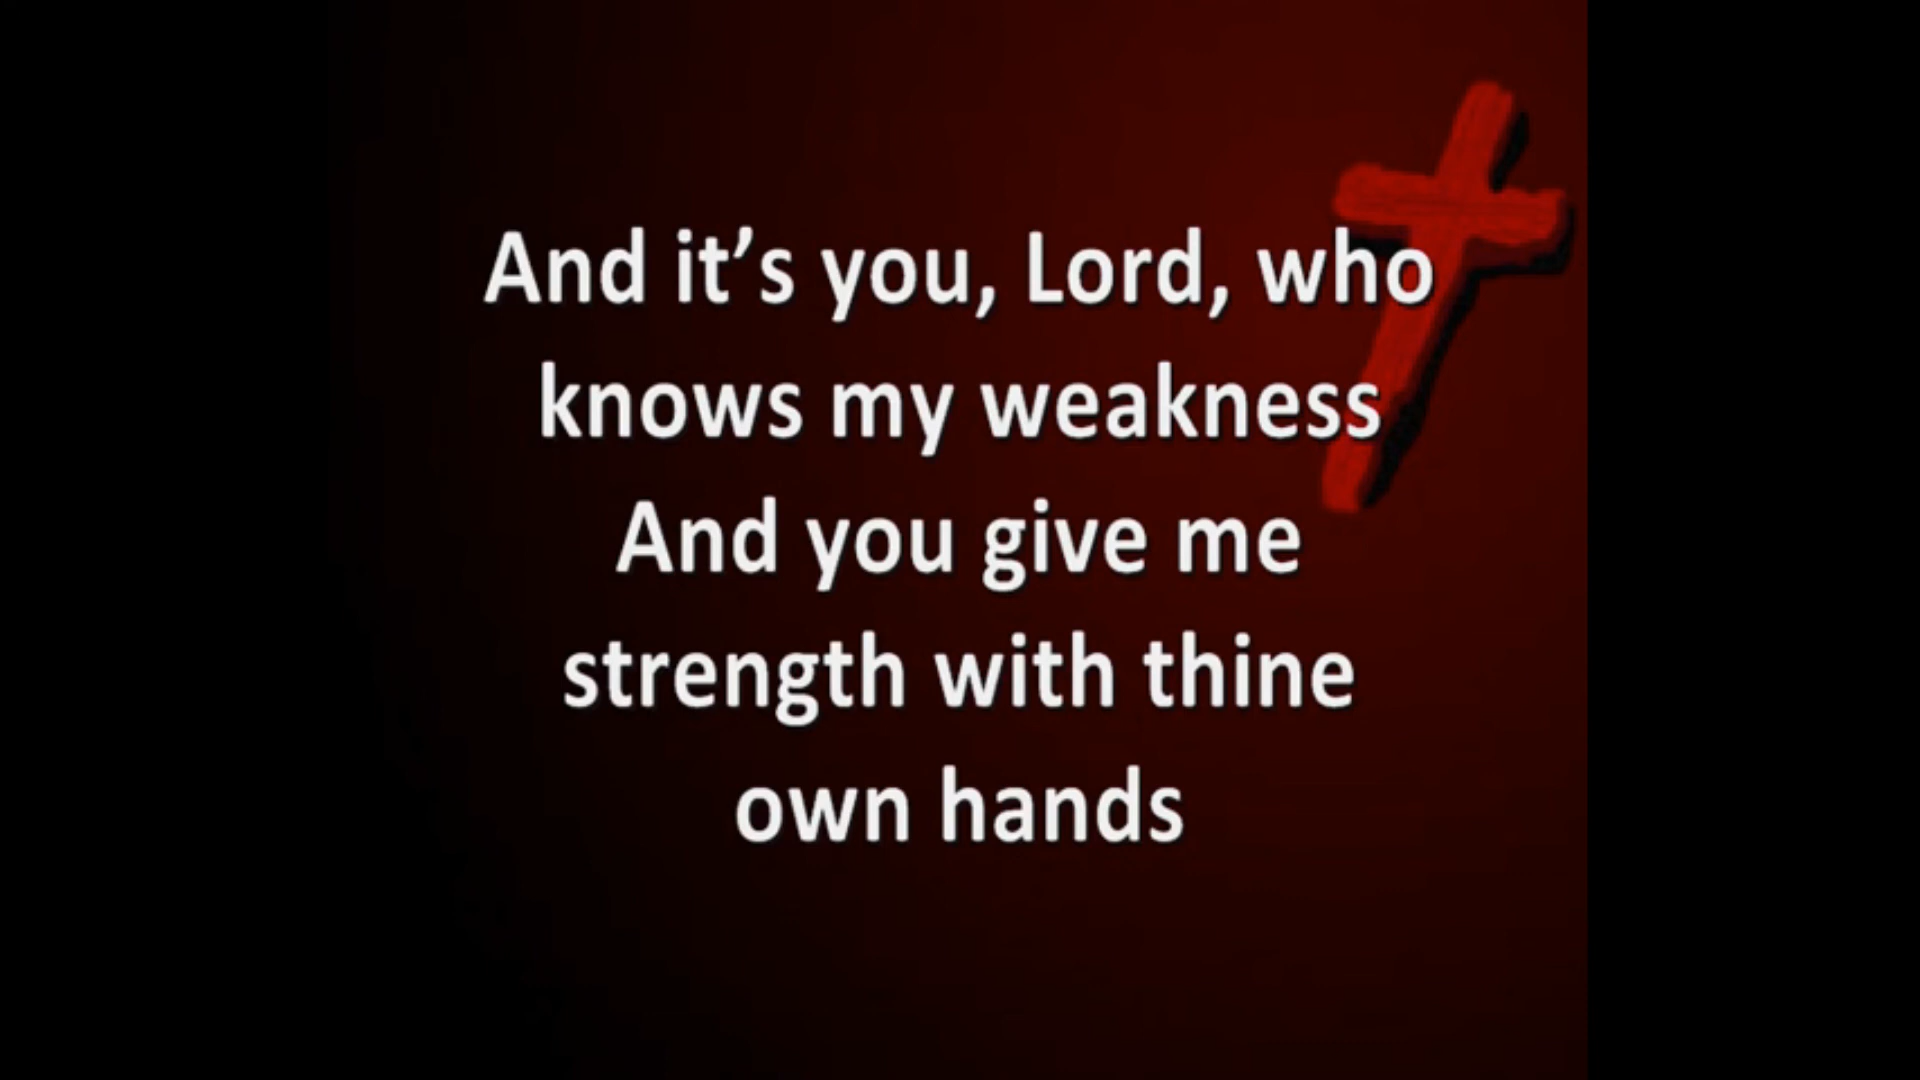 And it’s you, Lord, who
knows my weakness
And you give me
strength with thine
own hands